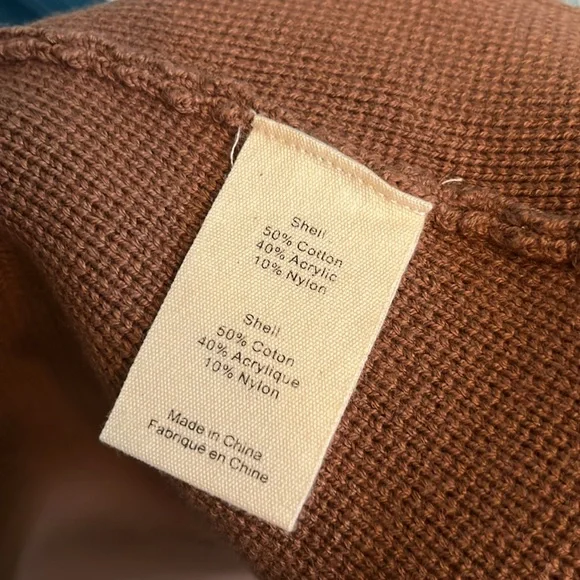 Shell
50% Cotton
40% Acrylic
10% Nylon
Shell
50% Coton
40% Acrylique
10% Nylon
Made in China
Fabriqué en Chine